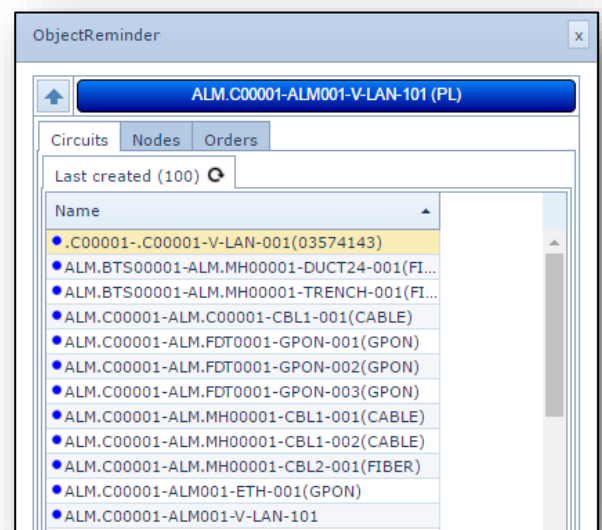 ObjectReminder
x
ALM.C00001-ALM001-V-LAN-101 (PL)
Circuits Nodes Orders
Last created (100)
Name
.C00001-.C00001-V-LAN-001(03574143)
ALM.BTS00001-ALM.MH00001-DUCT24-001(FI...
ALM.BTS00001-ALM.MH00001-TRENCH-001(FI...
ALM.C00001-ALM.C00001-CBL1-001(CABLE)
ALM.C00001-ALM.FDT0001-GPON-001(GPON)
ALM.C00001-ALM.FDT0001-GPON-002(GPON)
ALM.C00001-ALM.FDT0001-GPON-003(GPON)
ALM.C00001-ALM.MH00001-CBL1-001(CABLE)
ALM.C00001-ALM.MH00001-CBL1-002(CABLE)
ALM.C00001-ALM.MH00001-CBL2-001(FIBER)
ALM.C00001-ALM001-ETH-001(GPON)
ALM.C00001-ALM001-V-LAN-101